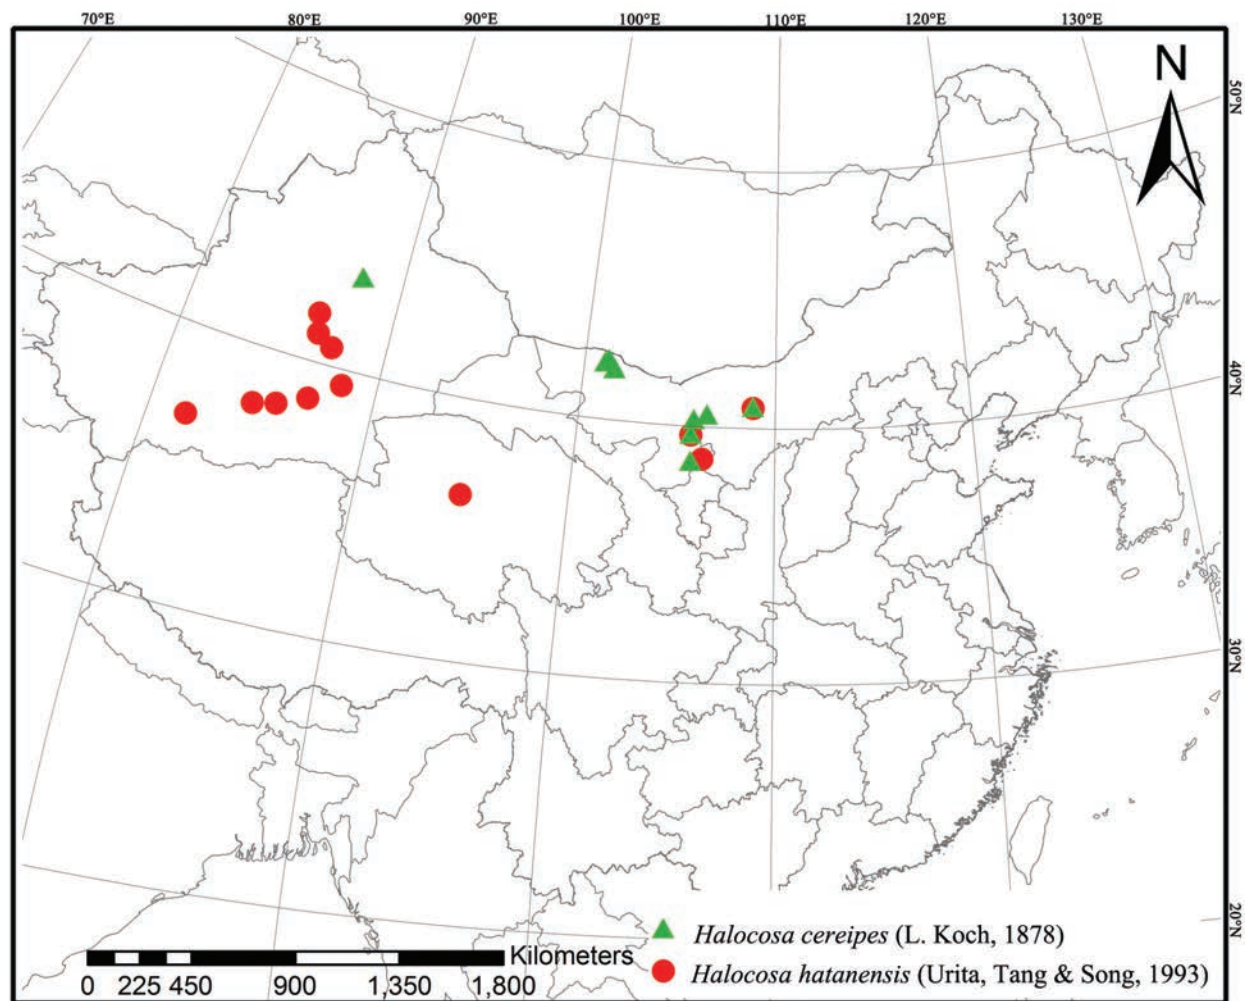 70°E 80°E 90°E 100°E 110°E 120°E 130°E
N
50°N
40°N
30°N
20°N
Halocosa cereipes (L. Koch, 1878)
Kilometers
Halocosa hatanensis (Urita, Tang & Song, 1993)
0 225 450 900 1,350 1,800